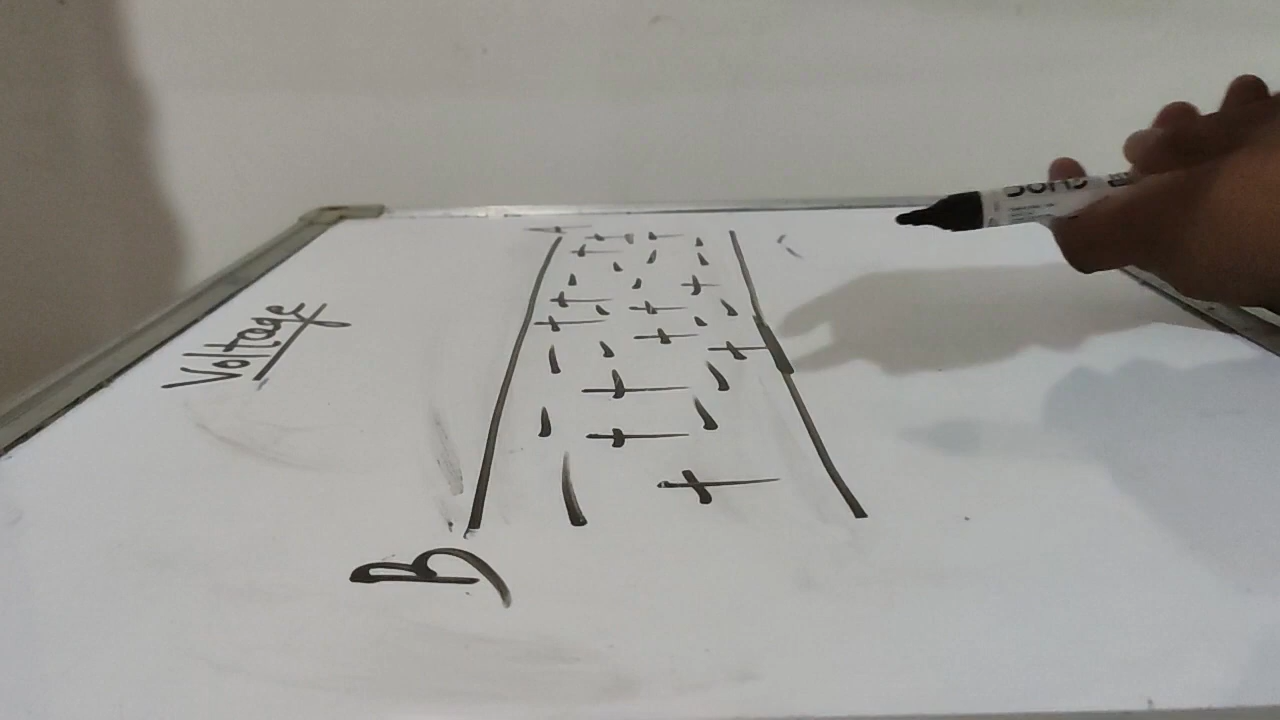 Voltage
A
+ + - + -
+ - - -
- - +
+ - + -
+ + -
- - +
+ -
- + -
- +
B